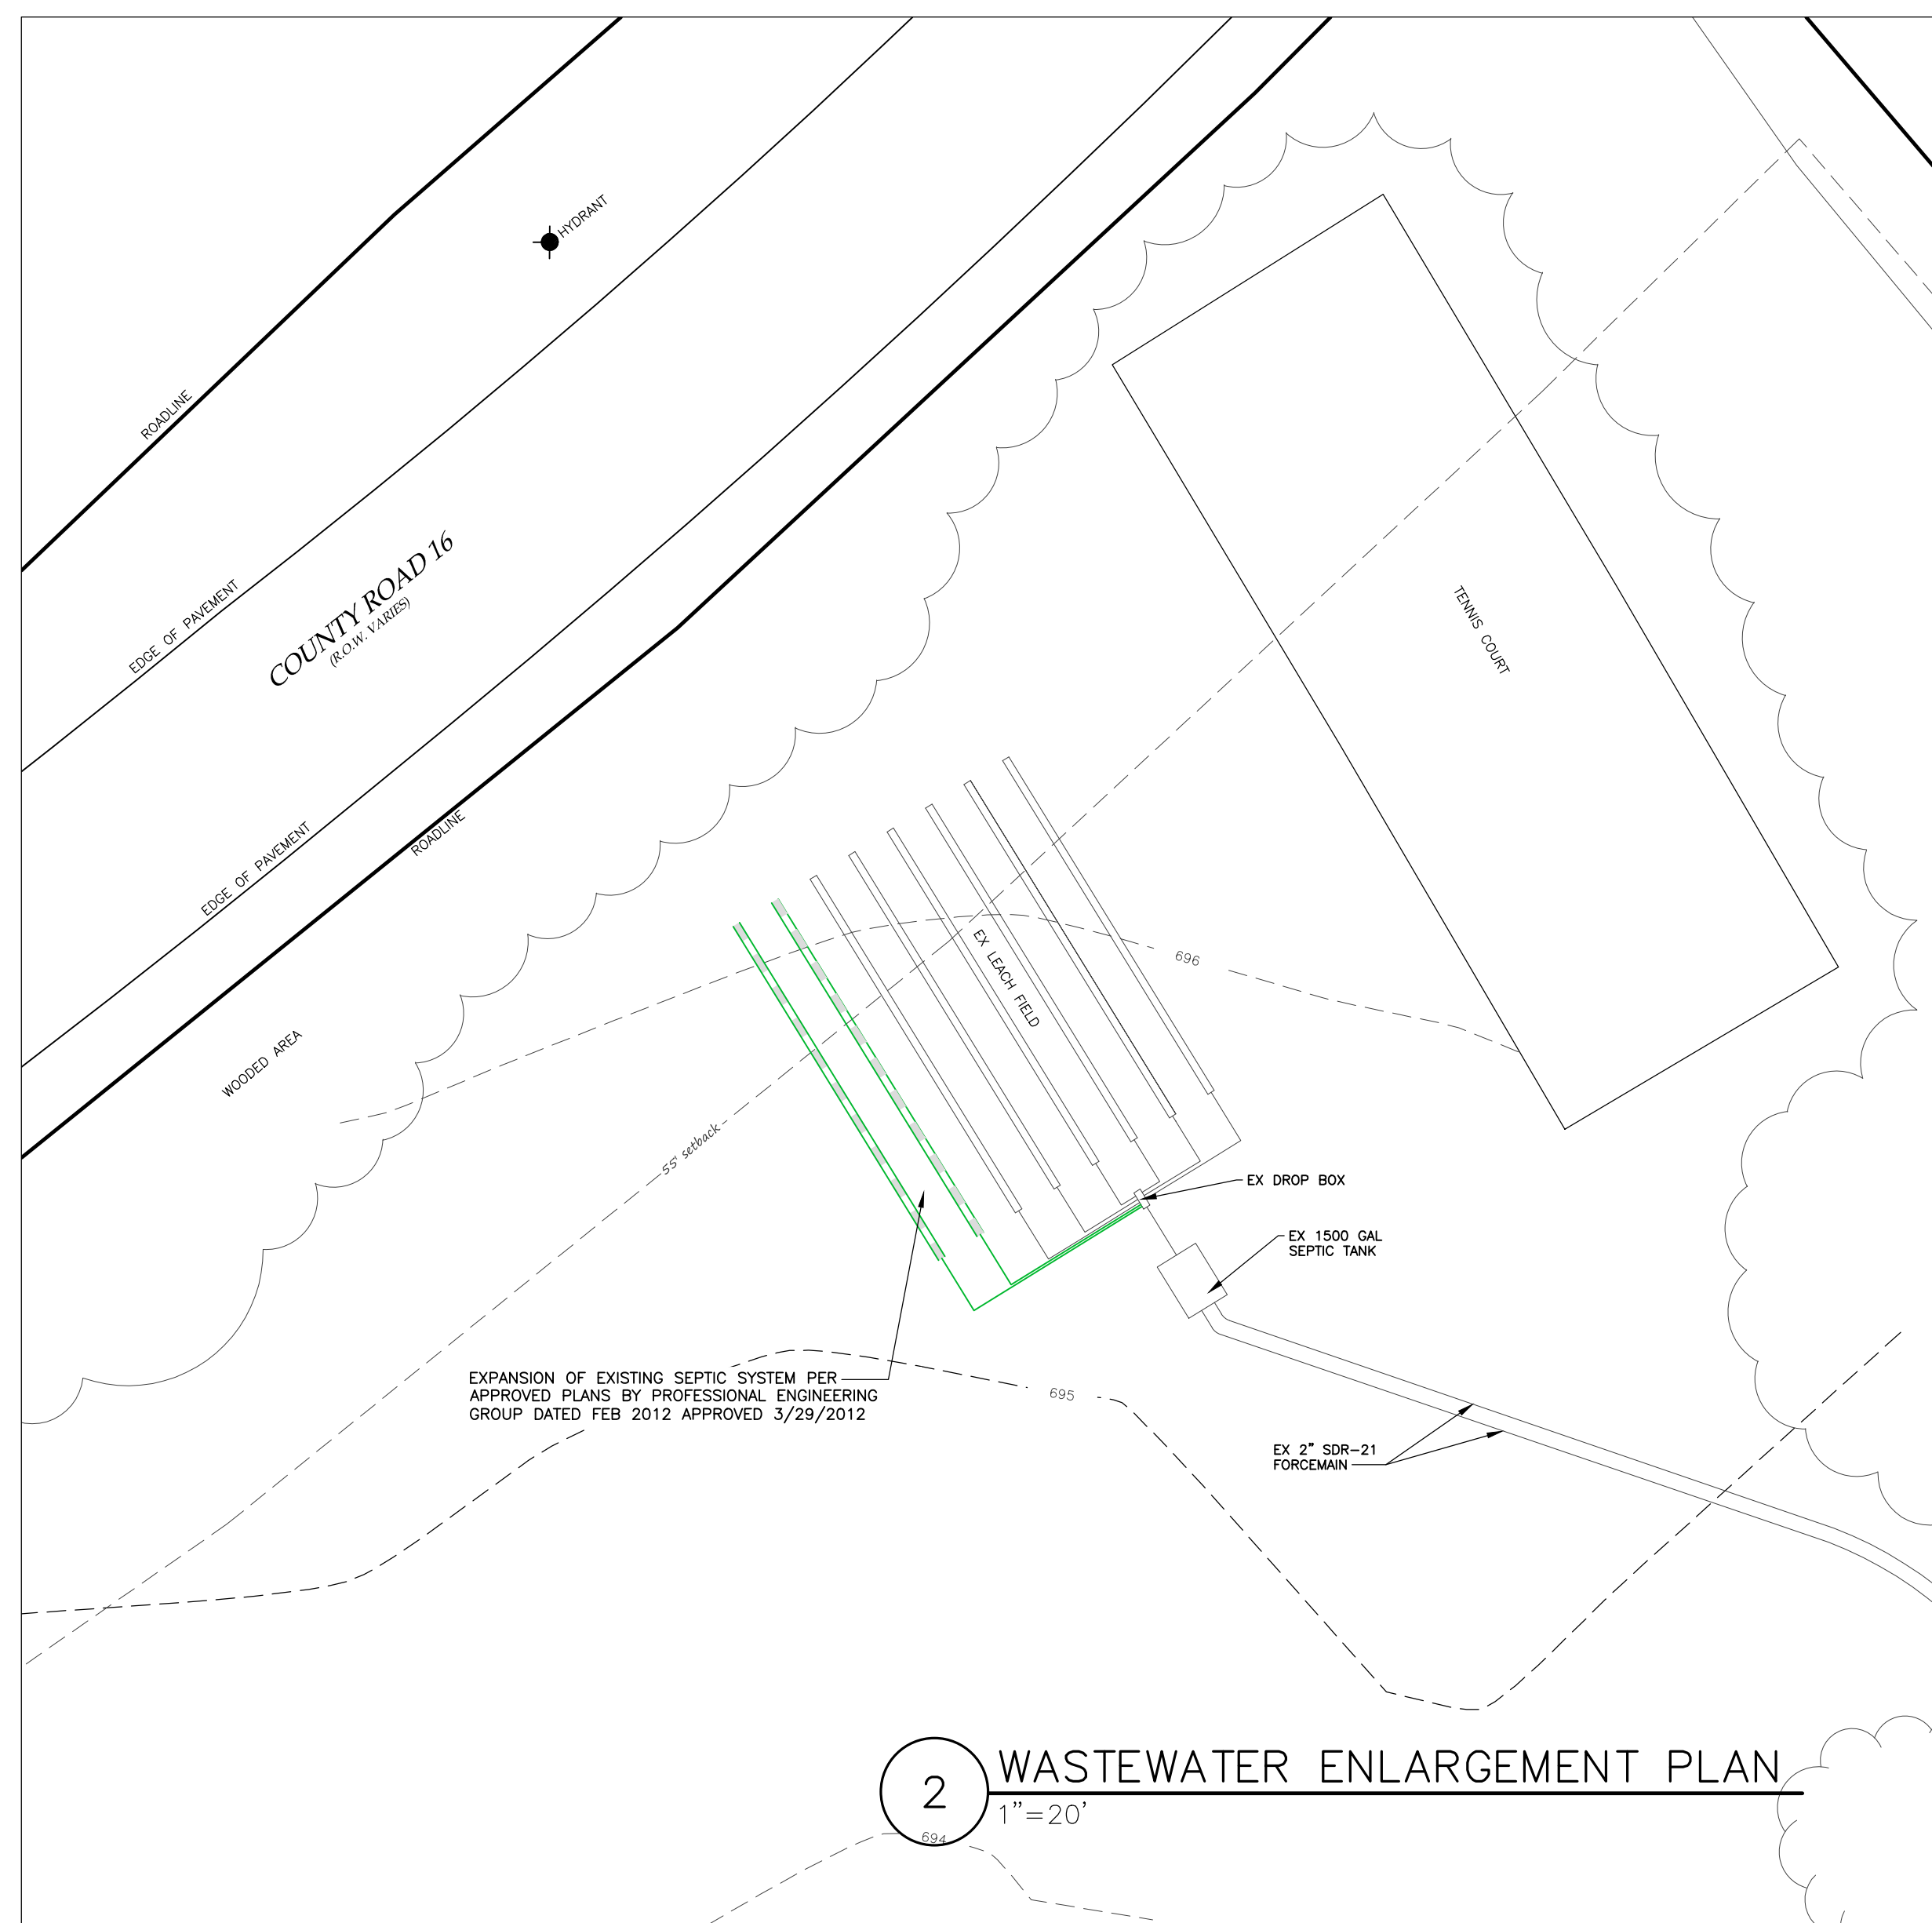 HYDRANT
ROADLINE
EDGE OF PAVEMENT
COUNTY ROAD 16
(R.O.W. VARIES)
TENNIS COURT
EDGE OF PAVEMENT
ROADLINE
WOODED AREA
EX LEACH FIELD
696
55' setback
EX DROP BOX
EX 1500 GAL
SEPTIC TANK
EXPANSION OF EXISTING SEPTIC SYSTEM PER
APPROVED PLANS BY PROFESSIONAL ENGINEERING
GROUP DATED FEB 2012 APPROVED 3/29/2012
695
EX 2" SDR-21
FORCEMAIN
2
WASTEWATER ENLARGEMENT PLAN
1"=20'
694